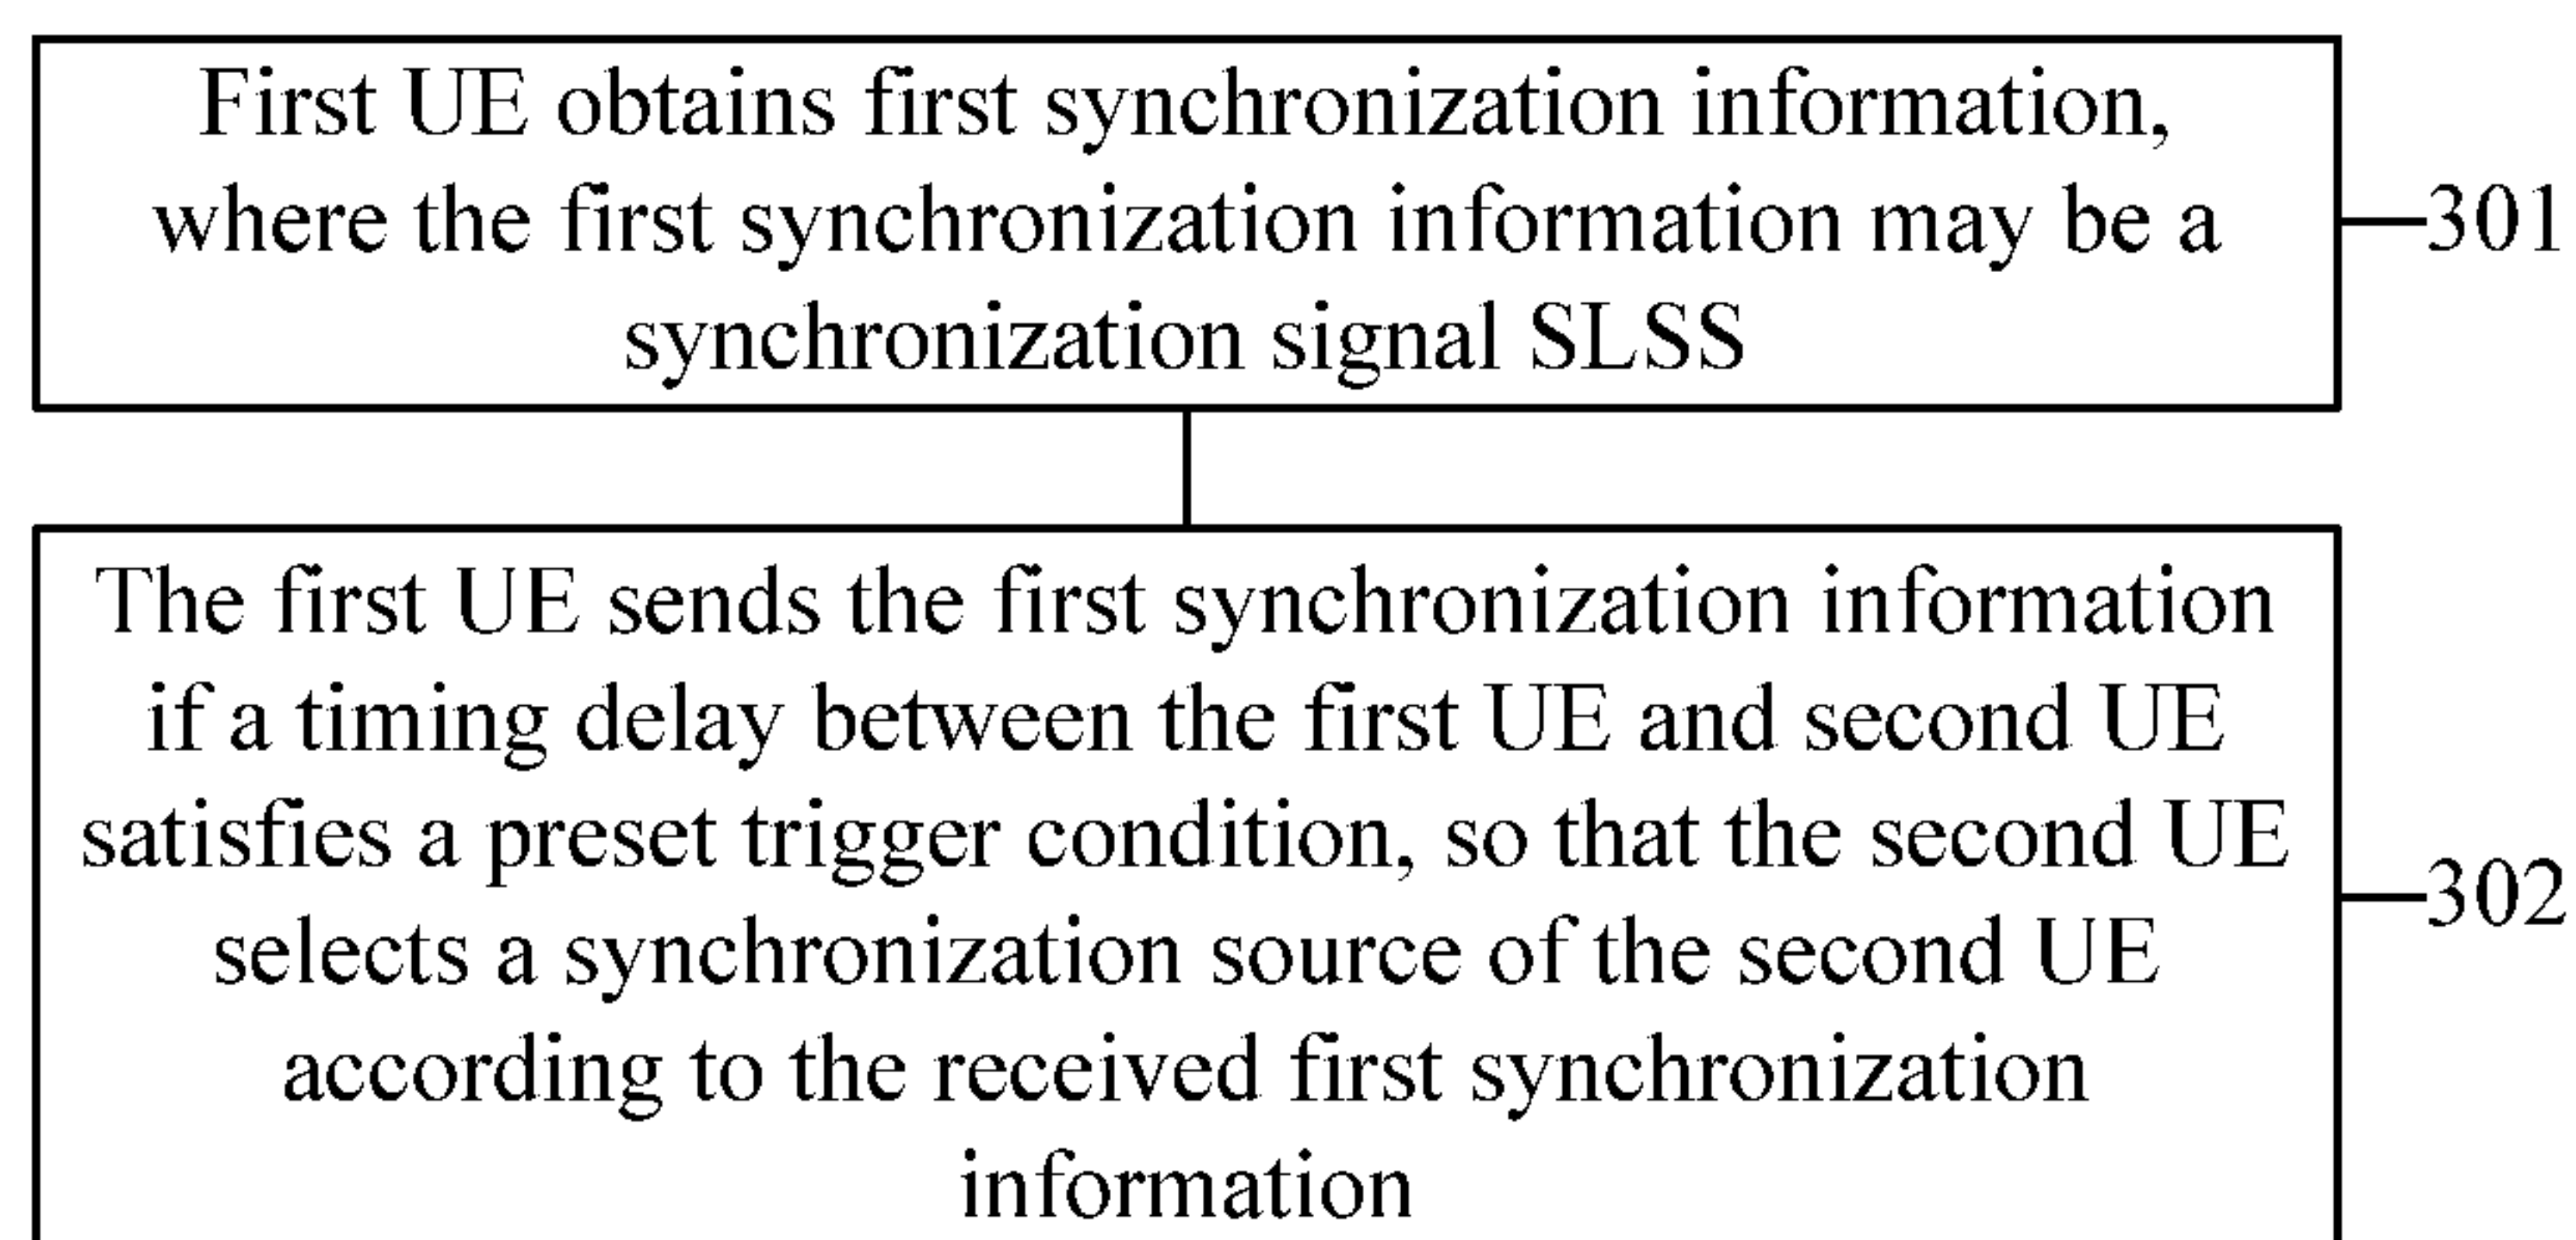 First UE obtains first synchronization information,
where the first synchronization information may be a
synchronization signal SLSS
301
The first UE sends the first synchronization information
if a timing delay between the first UE and second UE
satisfies a preset trigger condition, so that the second UE
selects a synchronization source of the second UE
according to the received first synchronization
information
302